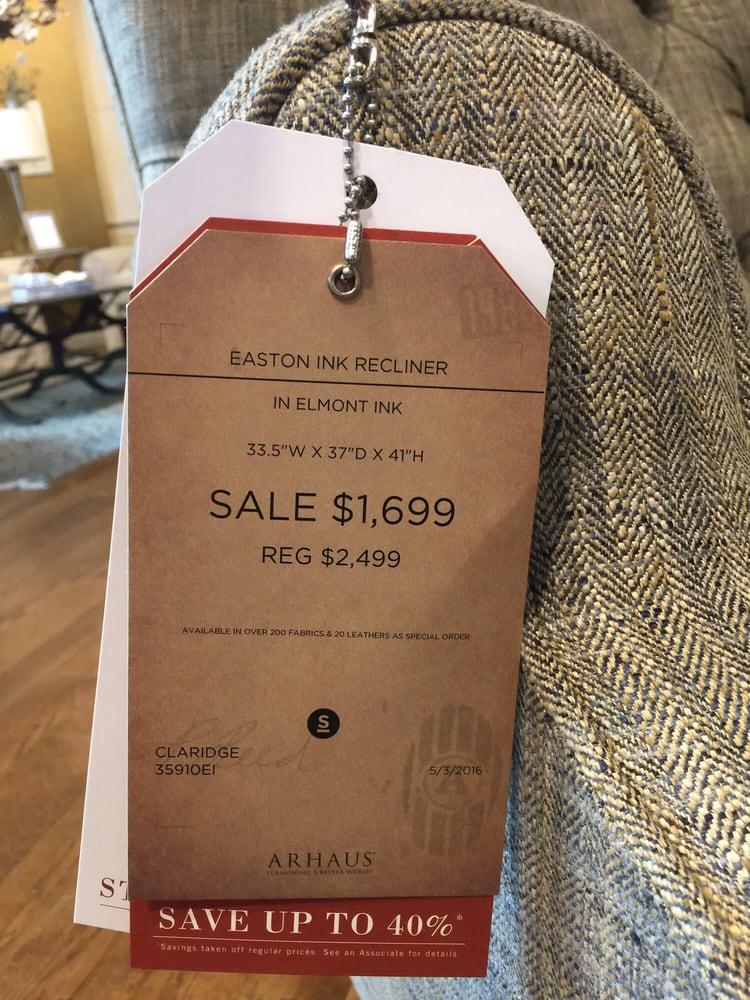 EASTON INK RECLINER
IN ELMONT INK
33.5"W X 37"D X 41"H
SALE $1,699
REG $2,499
AVAILABLE IN OVER 200 FABRICS & 20 LEATHERS AS SPECIAL ORDER
S
CLARIDGE
35910EI
5/3/2016
ARHAUS
FURNISHING A BETTER WORLD
ST
SAVE UP TO 40%*
*Savings taken off regular prices. See an Associate for details.